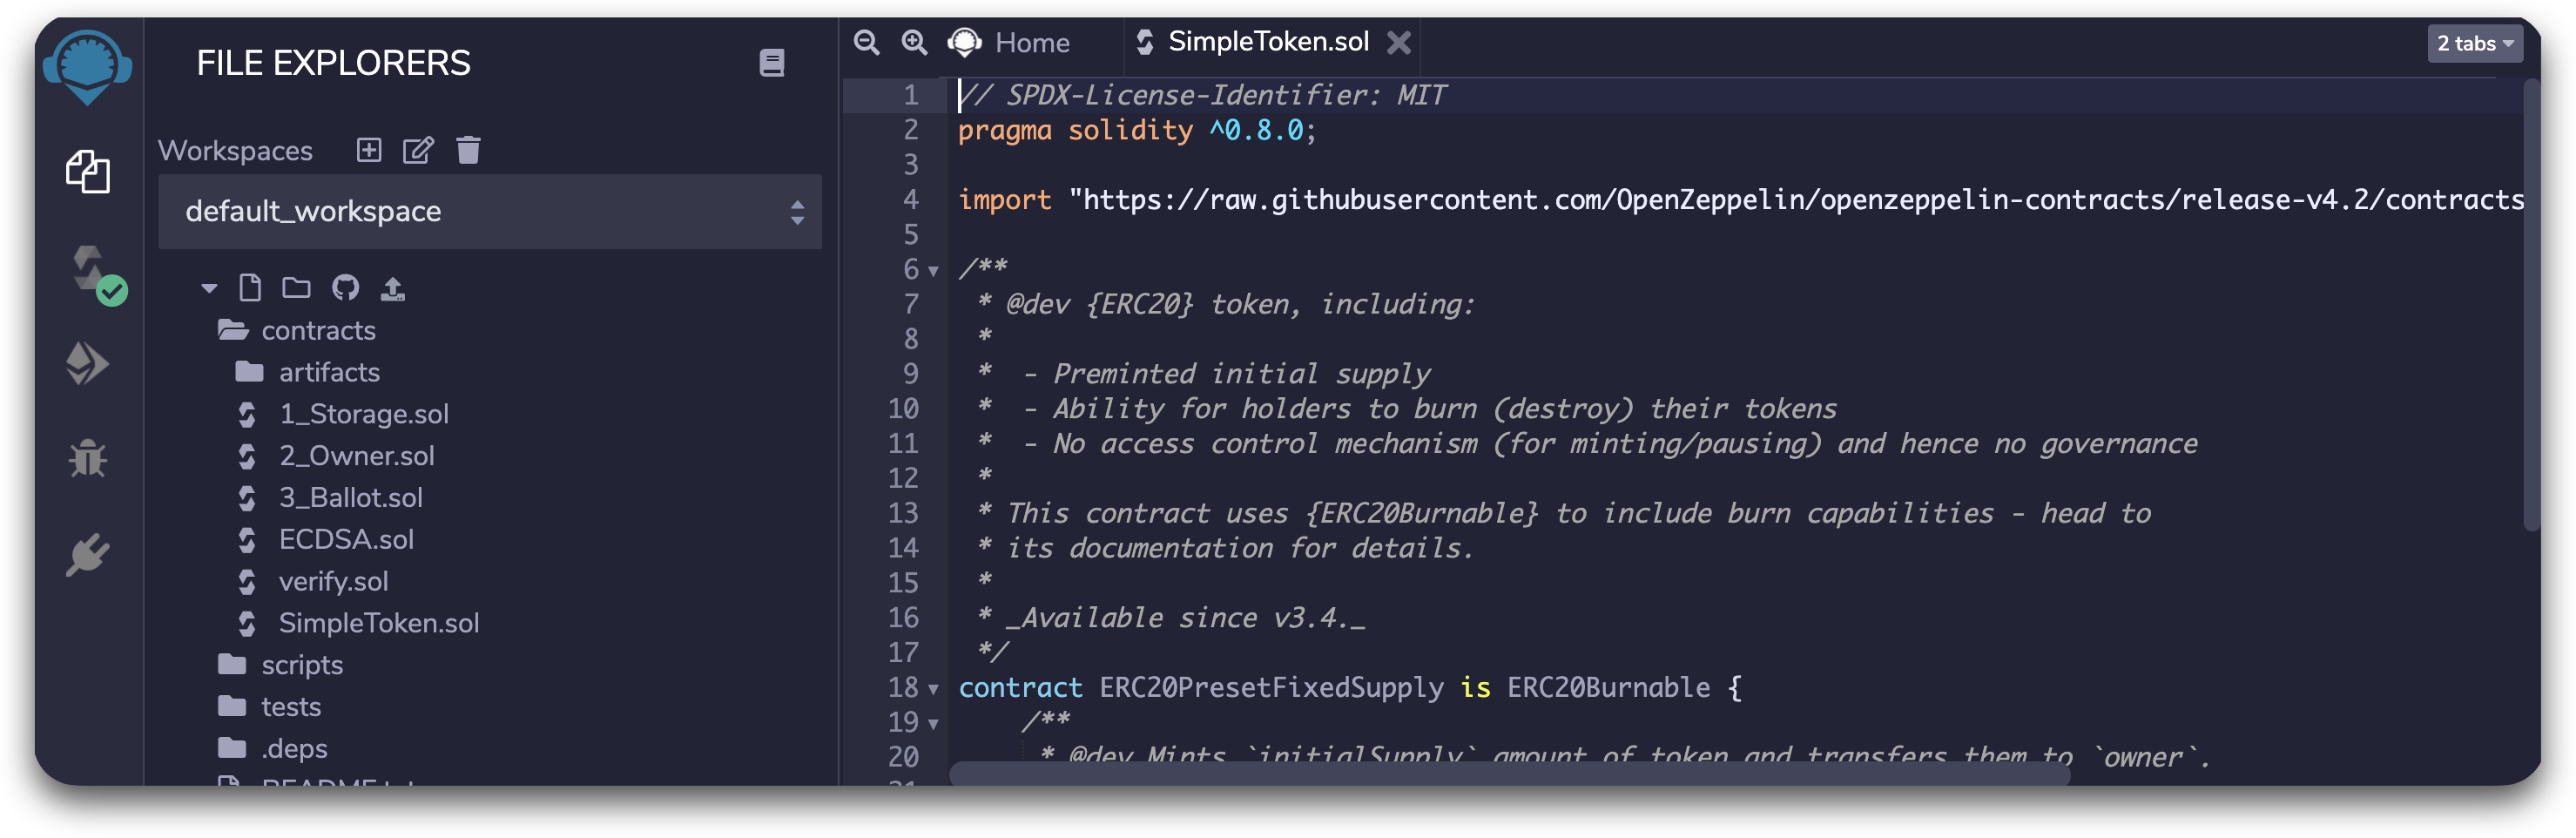 FILE EXPLORERS
Workspaces
default_workspace
contracts
artifacts
1_Storage.sol
2_Owner.sol
3_Ballot.sol
ECDSA.sol
verify.sol
SimpleToken.sol
scripts
tests
.deps
Home
SimpleToken.sol
2 tabs
1 // SPDX-License-Identifier: MIT
2 pragma solidity ^0.8.0;
3
4 import "https://raw.githubusercontent.com/OpenZeppelin/openzeppelin-contracts/release-v4.2/contracts
5
6 /**
7 * @dev {ERC20} token, including:
8 *
9 * - Preminted initial supply
10 * - Ability for holders to burn (destroy) their tokens
11 * - No access control mechanism (for minting/pausing) and hence no governance
12 *
13 * This contract uses {ERC20Burnable} to include burn capabilities - head to
14 * its documentation for details.
15 *
16 * _Available since v3.4._
17 */
18 contract ERC20PresetFixedSupply is ERC20Burnable {
19 /**
20 * @dev Mints `initialSupply` amount of token and transfers them to `owner`.